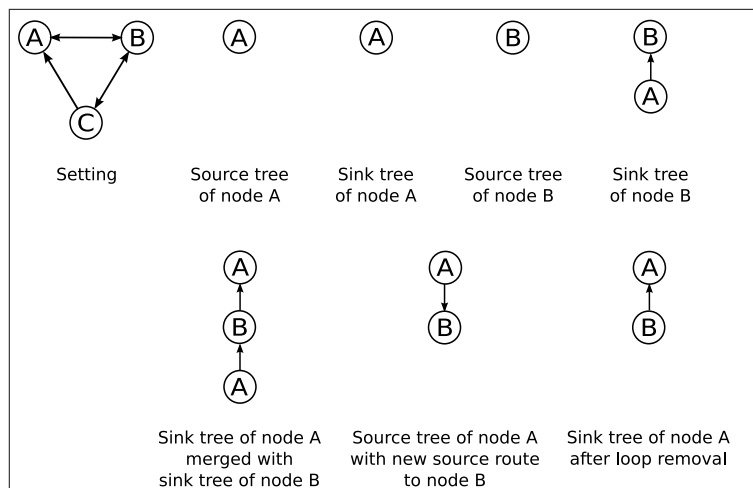 A B A A B B
C A
Setting
Source tree
of node A
Sink tree
of node A
Source tree
of node B
Sink tree
of node B
A A A
B B B
A
Sink tree of node A
merged with
sink tree of node B
Source tree of node A
with new source route
to node B
Sink tree of node A
after loop removal